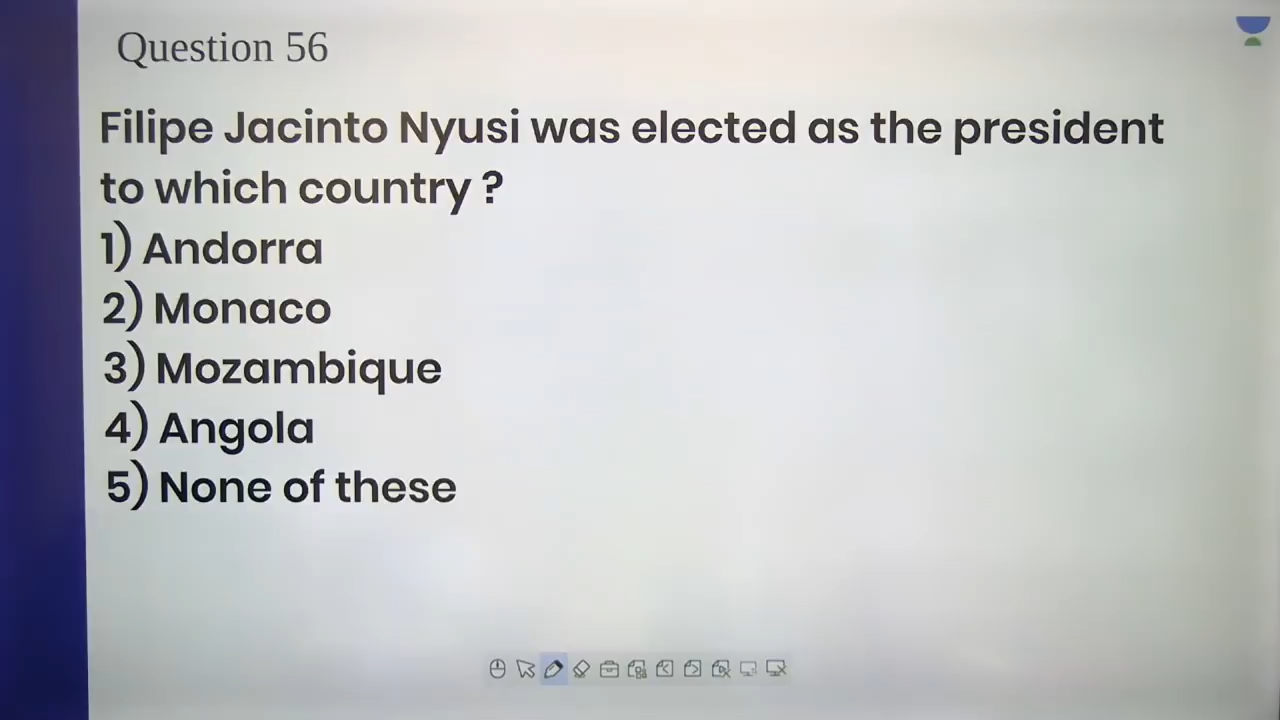 Question 56
Filipe Jacinto Nyusi was elected as the president
to which country ?
1) Andorra
2) Monaco
3) Mozambique
4) Angola
5) None of these